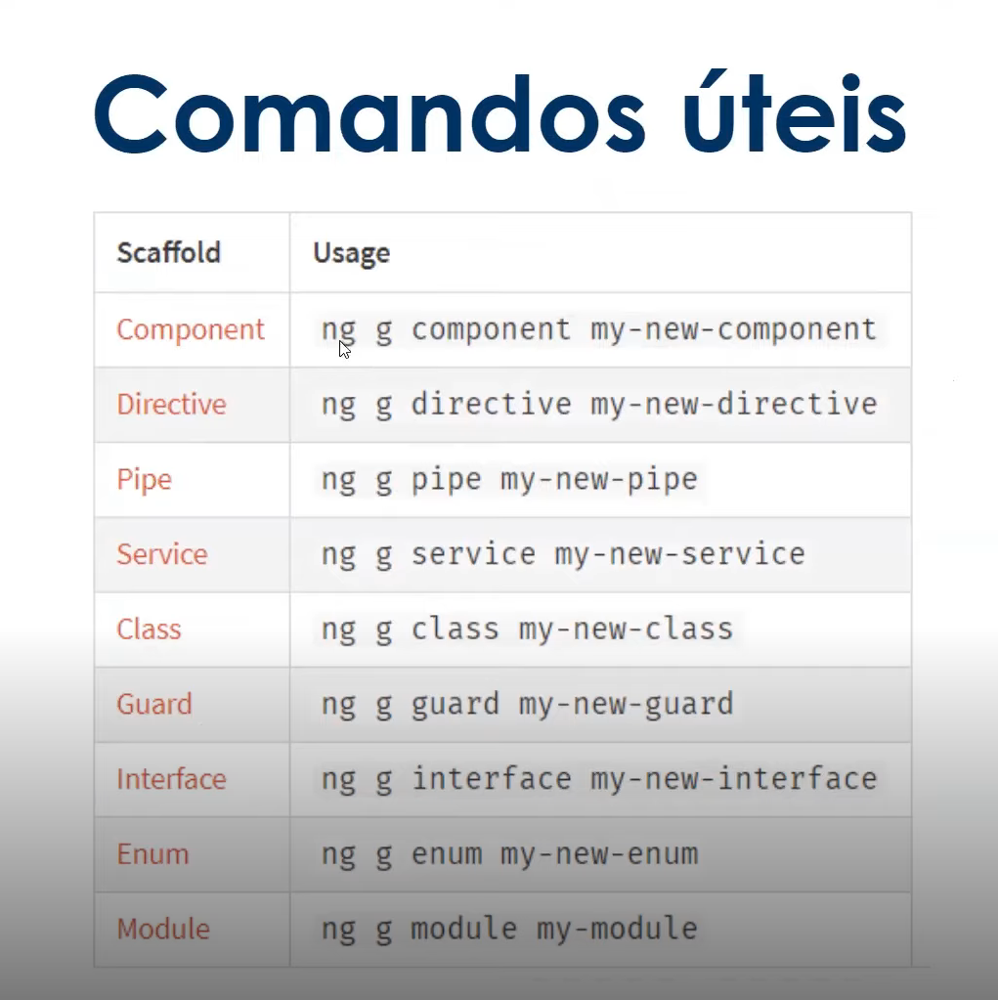 Comandos úteis
Scaffold Usage
Component ng g component my-new-component
Directive ng g directive my-new-directive
Pipe ng g pipe my-new-pipe
Service ng g service my-new-service
Class ng g class my-new-class
Guard ng g guard my-new-guard
Interface ng g interface my-new-interface
Enum ng g enum my-new-enum
Module ng g module my-module